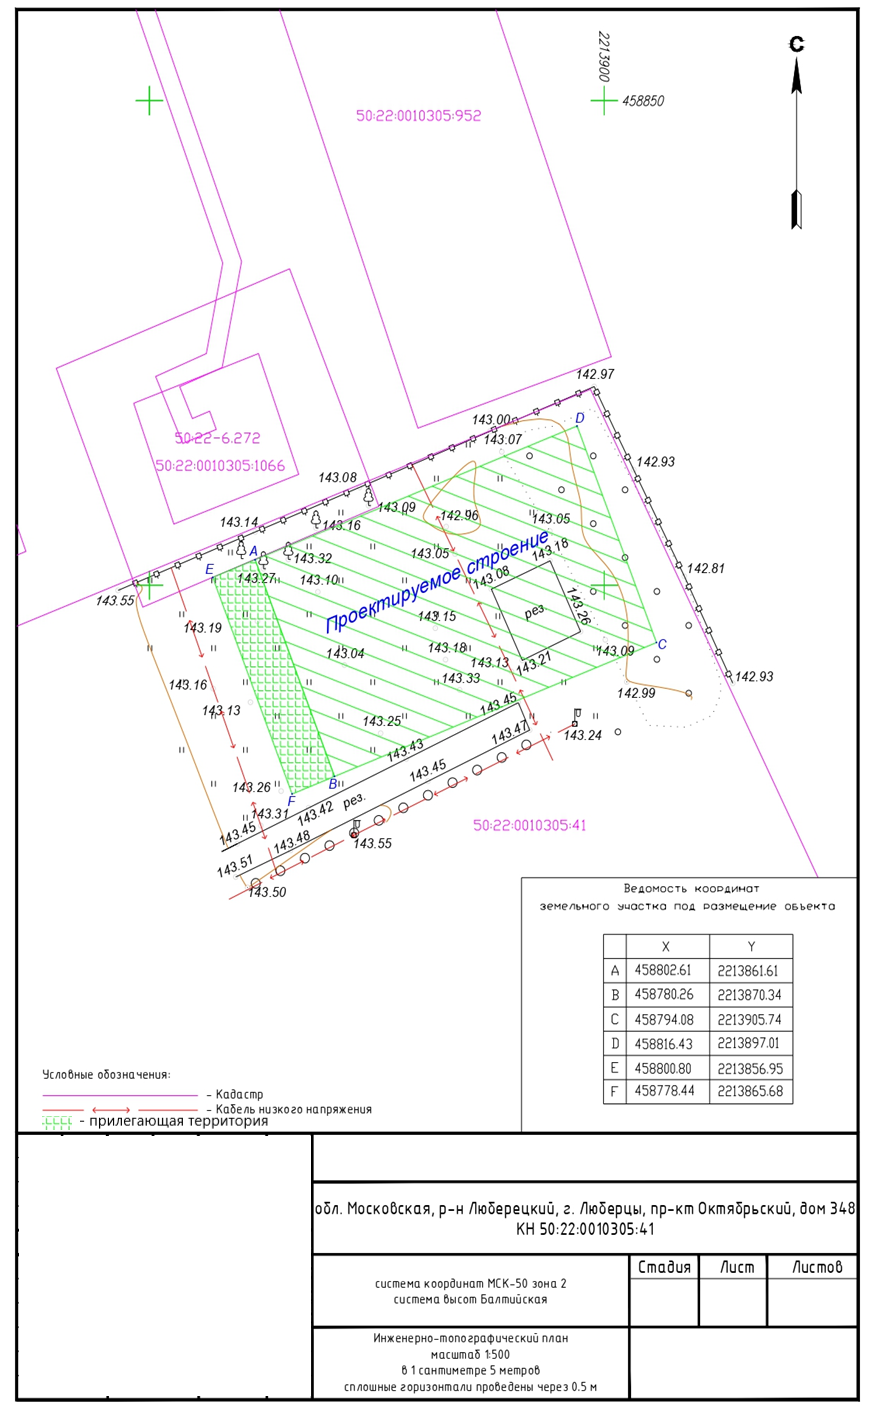 2213900
С
458850
50:22:0010305:952
142.97
143.00
D
143.07
50:22-6.272
142.93
50:22:0010305:1066
143.08
143.09
143.14
143.16
142.96
143.05
A
143.32
143.05
143.18
E
143.27
143.10
143.08
142.81
143.55
Проектируемое строение
143.26
143.19
143.15
рез.
143.04
143.18
143.13
143.21
143.09
C
143.16
143.33
142.99
142.93
143.13
143.25
143.45
143.47
143.24
143.43
143.26
B
143.45
F
143.31
143.42
рез.
143.45
143.48
50:22:0010305:41
143.51
143.55
143.50
Ведомость координат
земельного участка под размещение объекта
X Y
A 458802.61 2213861.61
B 458780.26 2213870.34
C 458794.08 2213905.74
D 458816.43 2213897.01
E 458800.80 2213856.95
F 458778.44 2213865.68
Условные обозначения:
- Кадастр
- Кабель низкого напряжения
- прилегающая территория
обл. Московская, р-н Люберецкий, г. Люберцы, пр-кт Октябрьский, дом 348
КН 50:22:0010305:41
Стадия Лист Листов
система координат МСК-50 зона 2
система высот Балтийская
Инженерно-топографический план
масштаб 1:500
в 1 сантиметре 5 метров
сплошные горизонтали проведены через 0.5 м